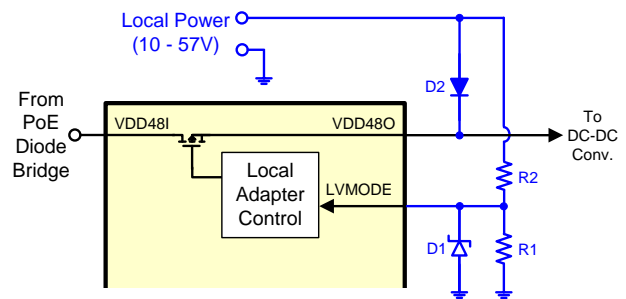 Local Power
(10 - 57V)
D2
From
PoE
Diode
Bridge
VDD48I
VDD48O
To
DC-DC
Conv.
Local
Adapter
Control
LVMODE
R2
D1
R1